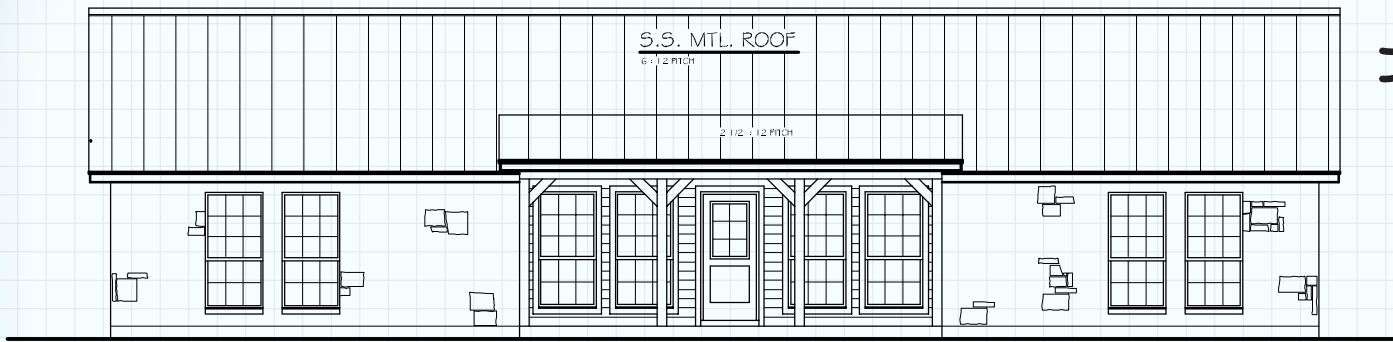 S.S. MTL. ROOF
6 : 12 PITCH
2 1/2 : 12 PITCH